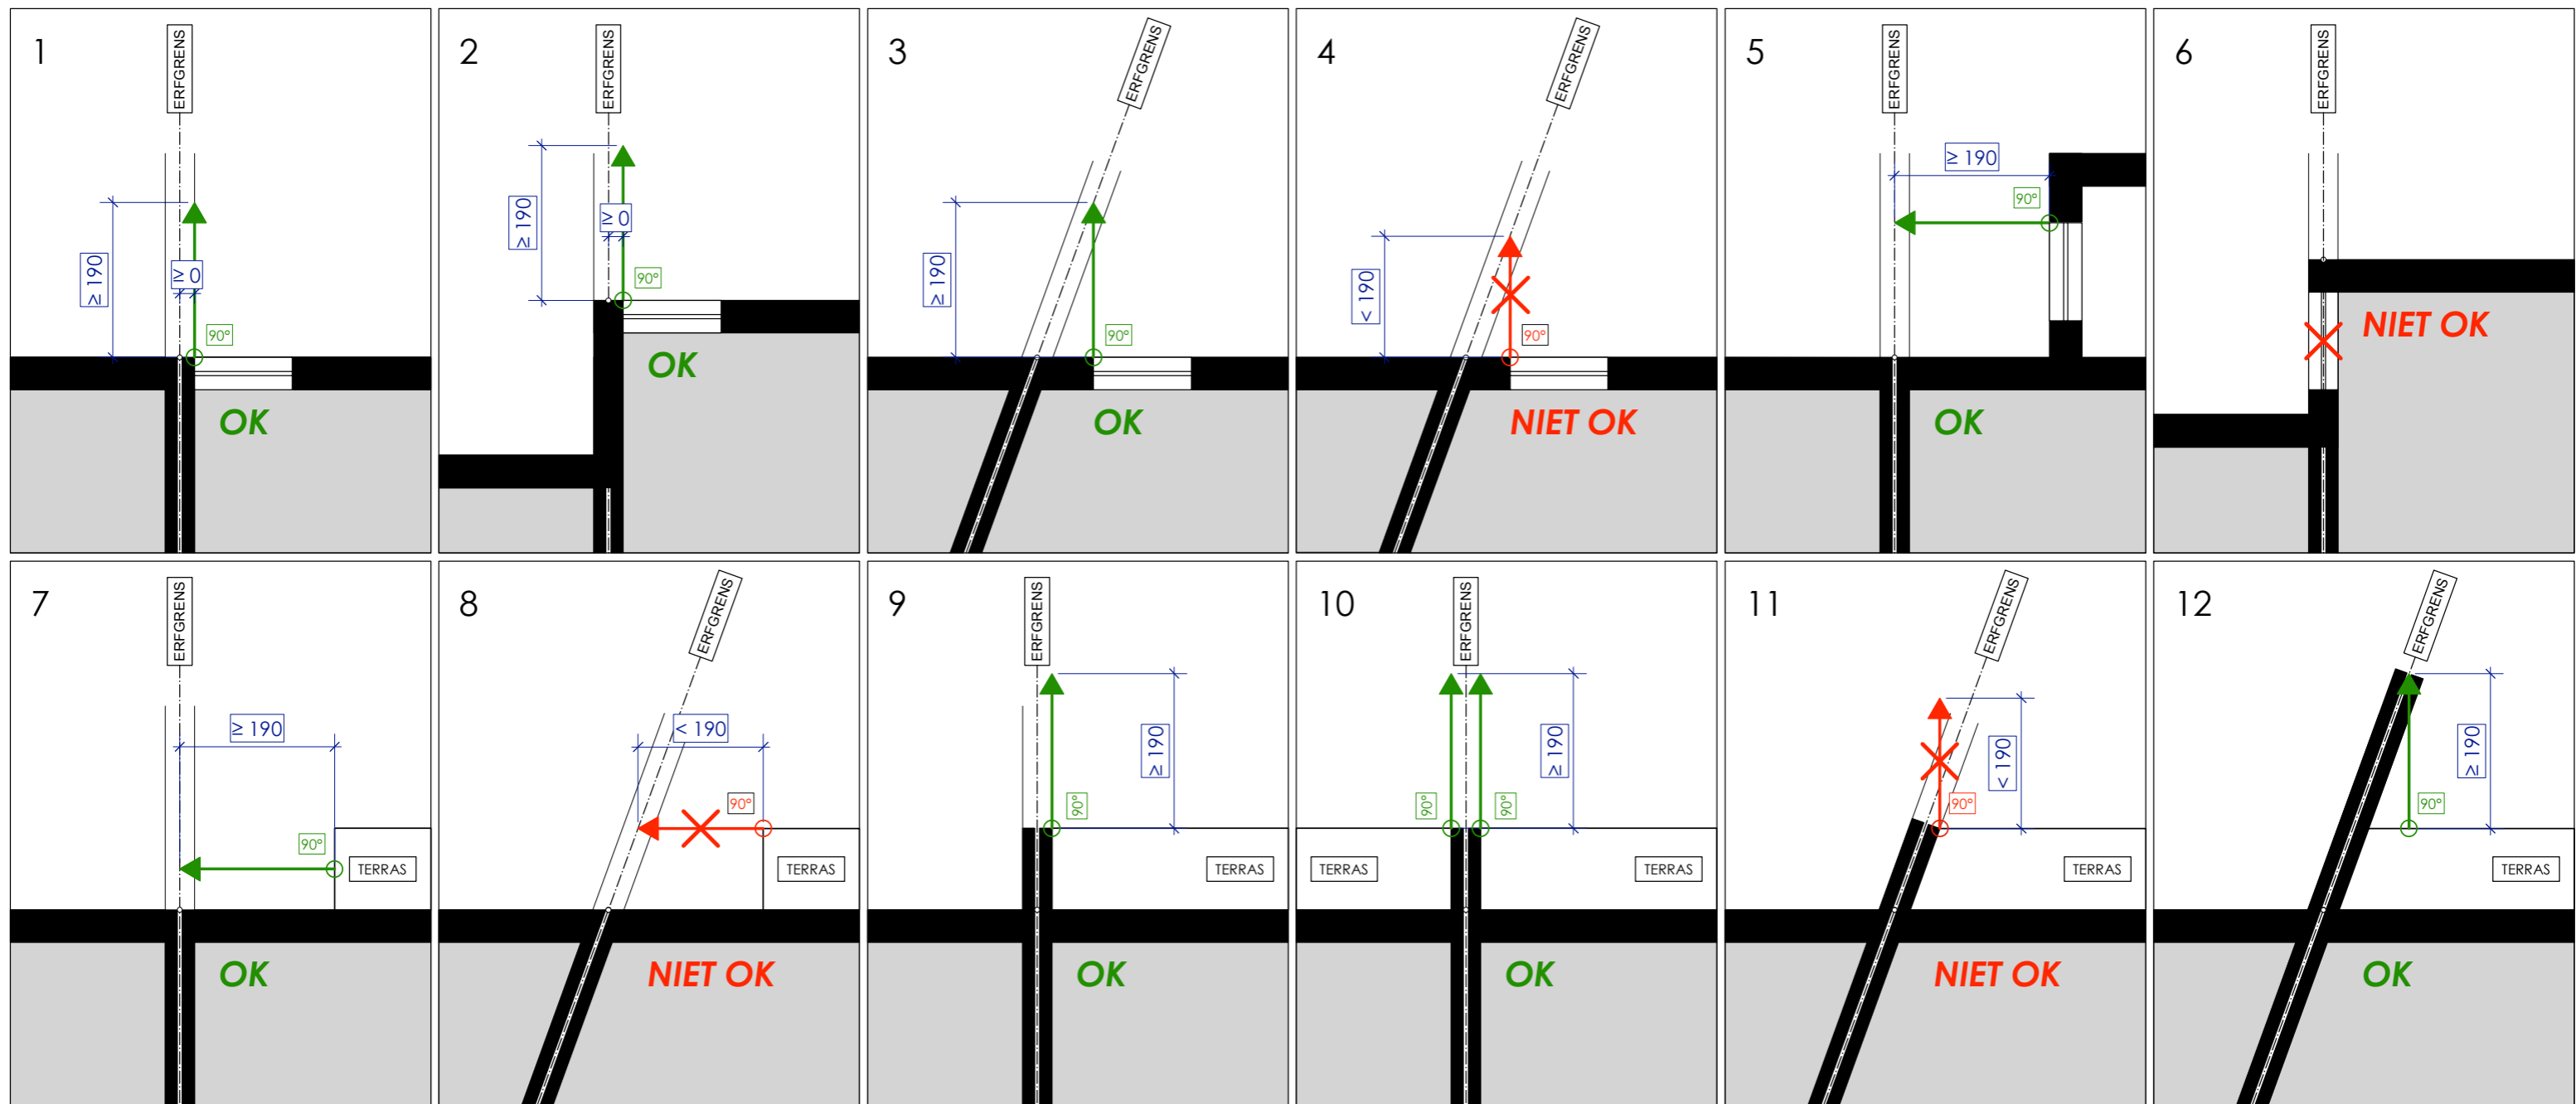 1
ERFGRENS
≥ 190
≥ 0
90°
OK
2
ERFGRENS
≥ 190
≥ 0
90°
OK
3
ERFGRENS
≥ 190
90°
OK
4
ERFGRENS
< 190
90°
NIET OK
5
ERFGRENS
≥ 190
90°
OK
6
ERFGRENS
NIET OK
7
ERFGRENS
≥ 190
90°
TERRAS
OK
8
ERFGRENS
< 190
90°
TERRAS
NIET OK
9
ERFGRENS
≥ 190
90°
TERRAS
OK
10
ERFGRENS
≥ 190
90°
90°
TERRAS
TERRAS
OK
11
ERFGRENS
< 190
90°
TERRAS
NIET OK
12
ERFGRENS
≥ 190
90°
TERRAS
OK